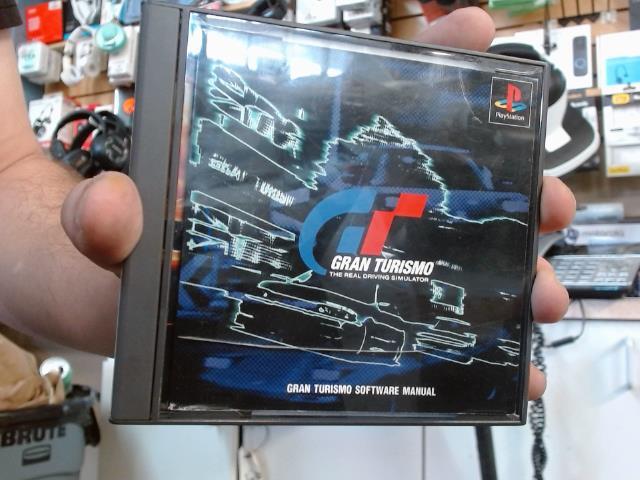 PlayStation
GRAN TURISMO
THE REAL DRIVING SIMULATOR
GRAN TURISMO SOFTWARE MANUAL
BRUTE